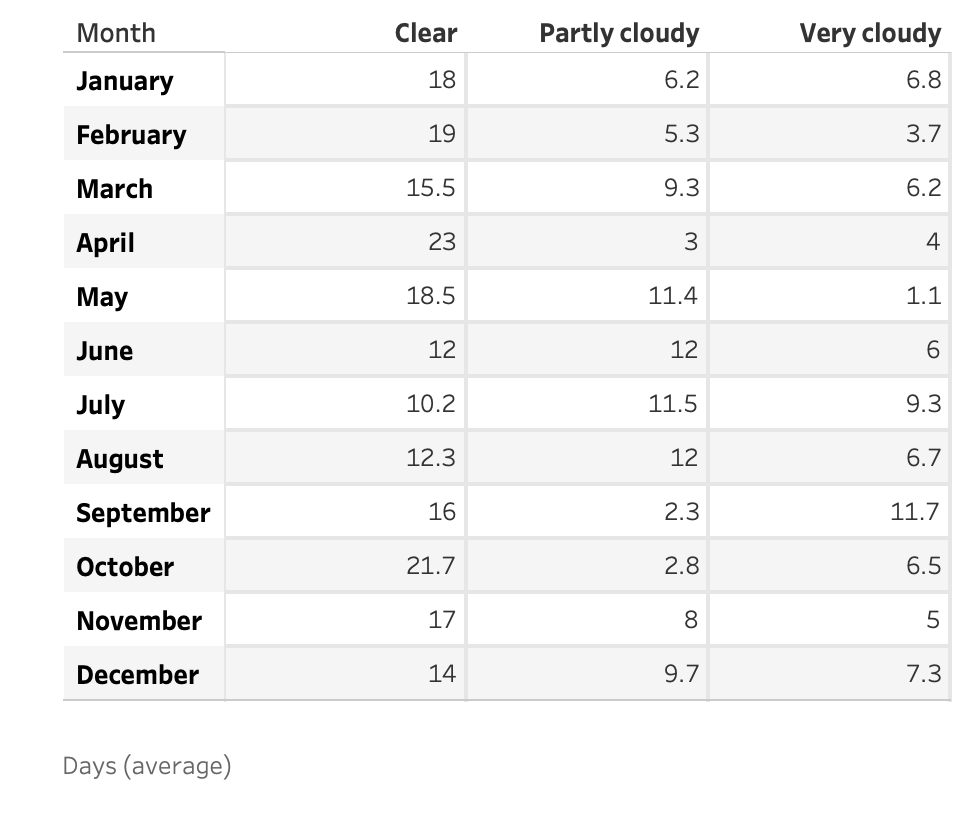 Month Clear Partly cloudy Very cloudy
January 18 6.2 6.8
February 19 5.3 3.7
March 15.5 9.3 6.2
April 23 3 4
May 18.5 11.4 1.1
June 12 12 6
July 10.2 11.5 9.3
August 12.3 12 6.7
September 16 2.3 11.7
October 21.7 2.8 6.5
November 17 8 5
December 14 9.7 7.3
Days (average)